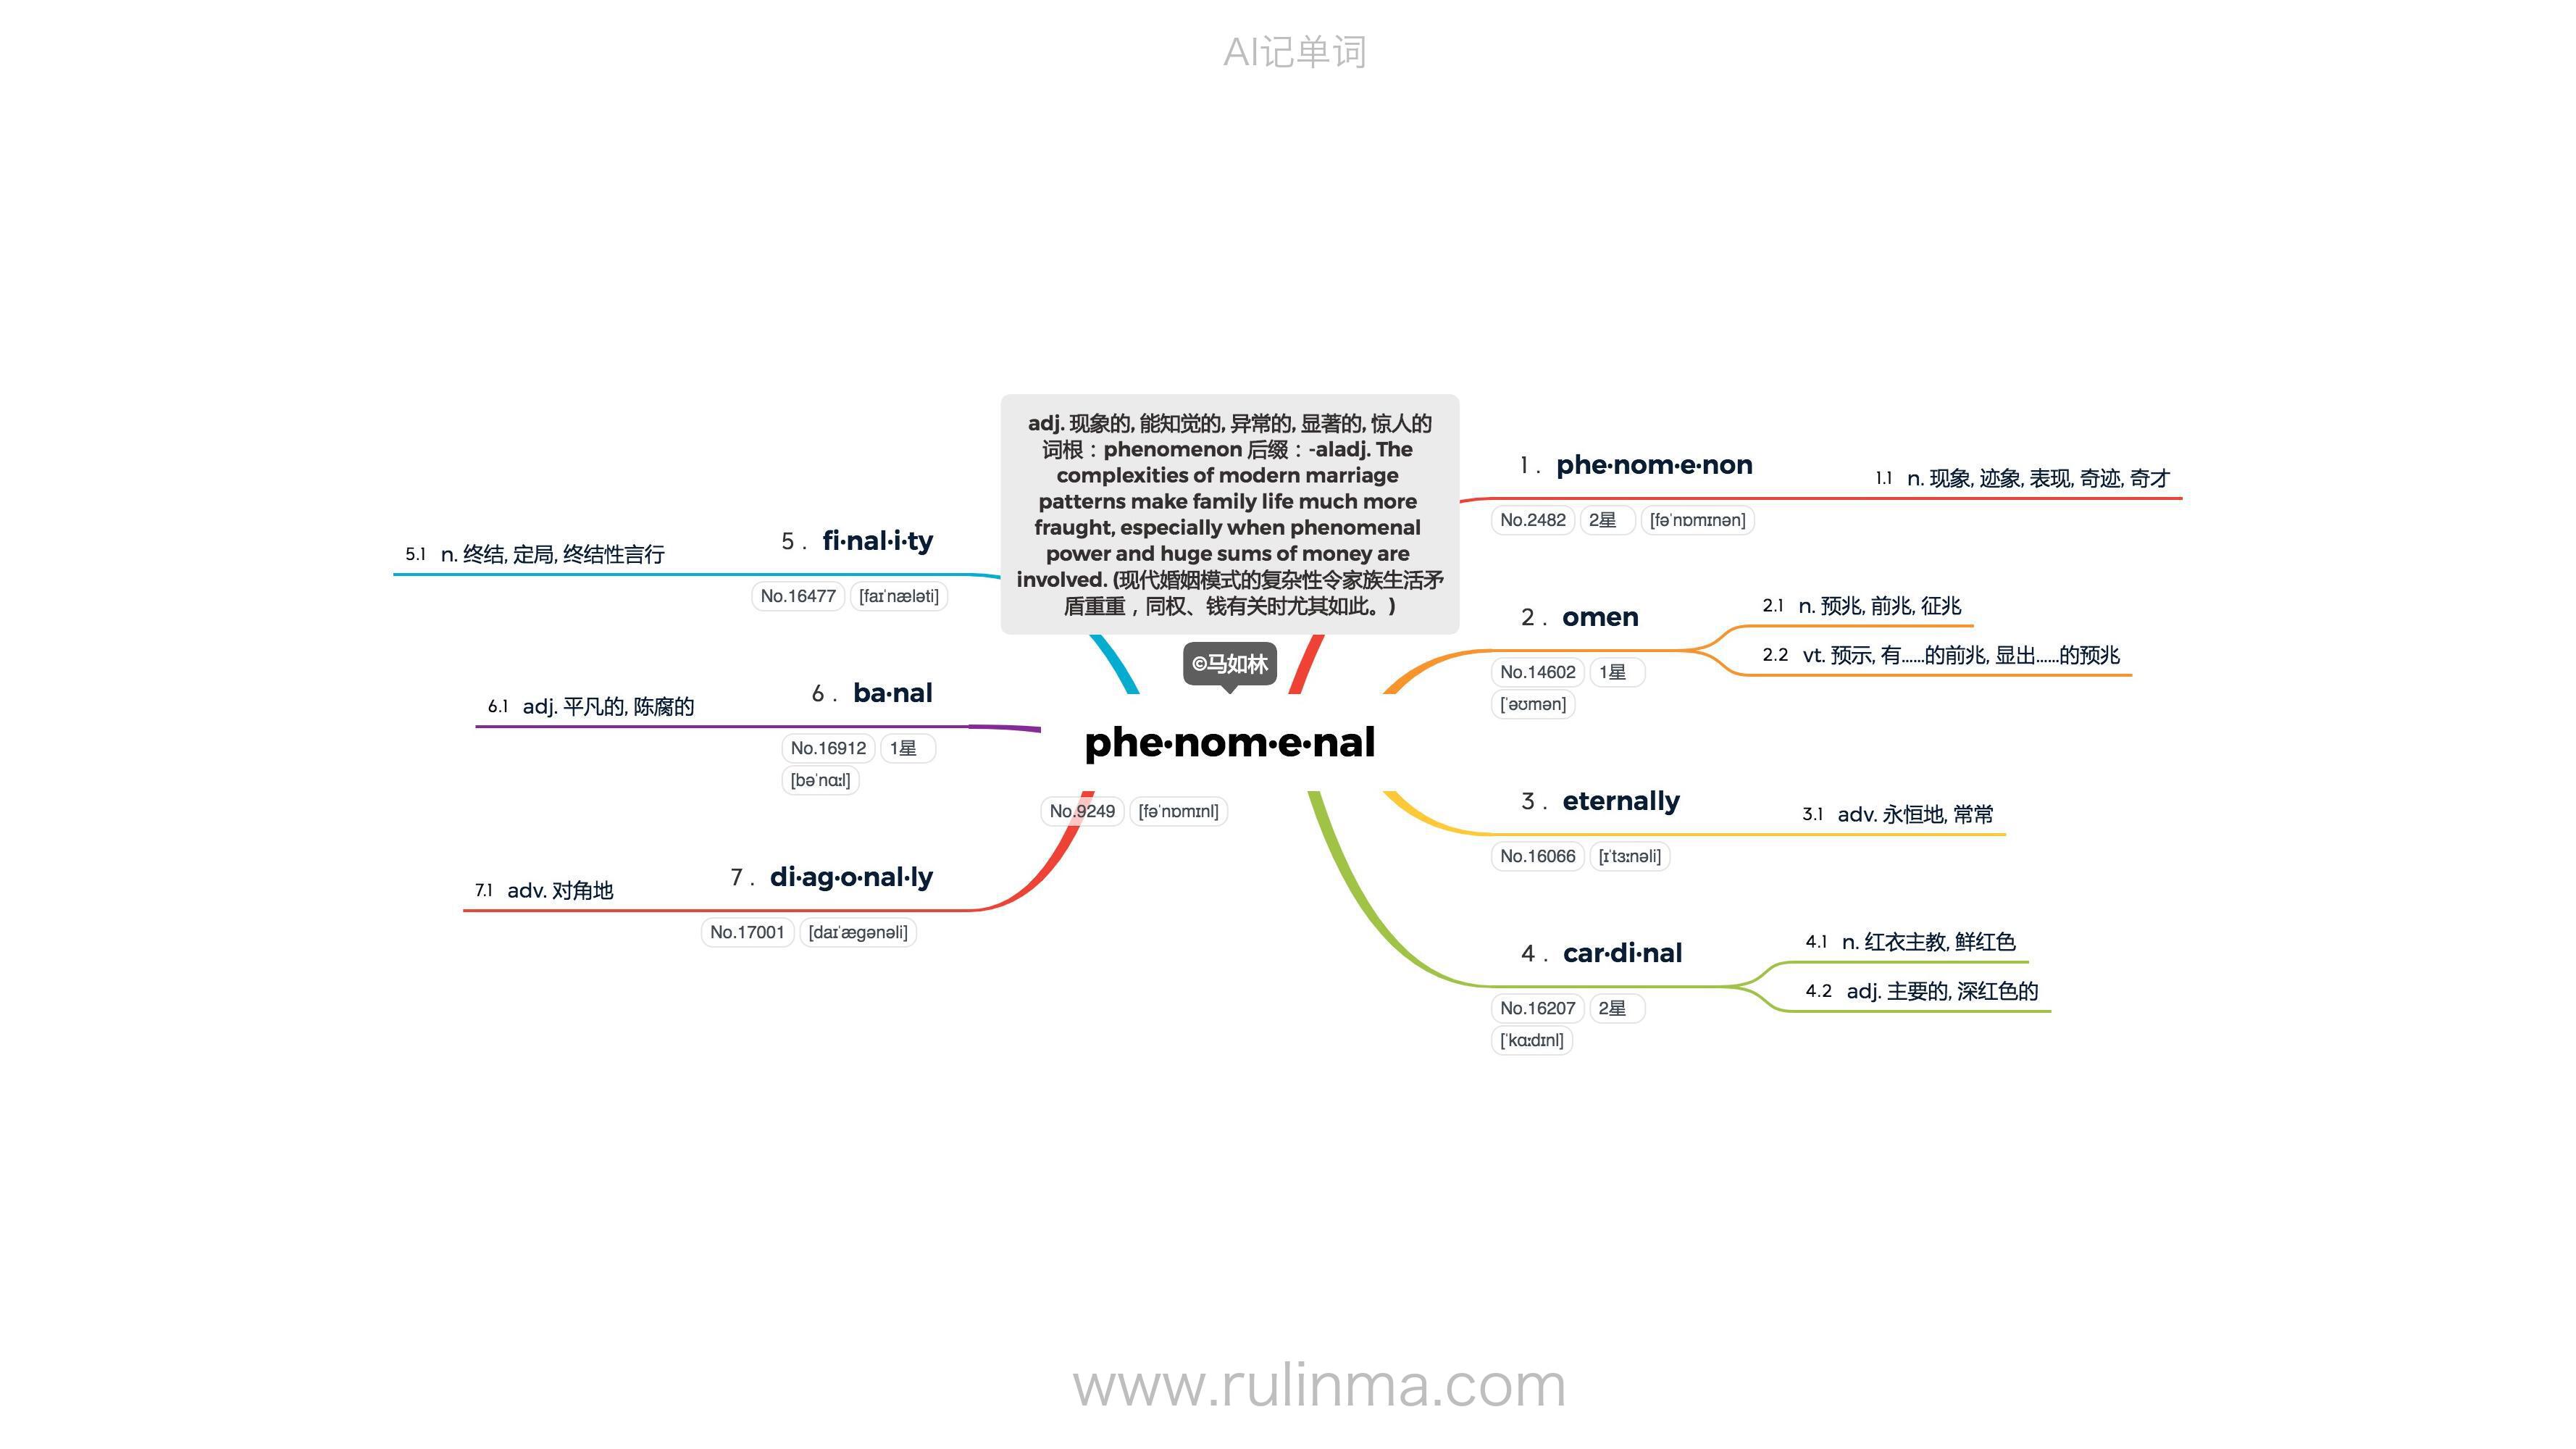 AI记单词
adj. 现象的, 能知觉的, 异常的, 显著的, 惊人的
词根：phenomenon 后缀：-aladj. The
complexities of modern marriage
patterns make family life much more
fraught, especially when phenomenal
power and huge sums of money are
involved. (现代婚姻模式的复杂性令家族生活矛
盾重重，同权、钱有关时尤其如此。)
©马如林
phe·nom·e·nal
No.9249 [fəˈnɒmɪnl]
1 . phe·nom·e·non
No.2482 2星 [fəˈnɒmɪnən]
1.1 n. 现象, 迹象, 表现, 奇迹, 奇才
2 . omen
No.14602 1星
[ˈəʊmən]
2.1 n. 预兆, 前兆, 征兆
2.2 vt. 预示, 有……的前兆, 显出……的预兆
3 . eternally
No.16066 [ɪˈtɜːnəli]
3.1 adv. 永恒地, 常常
4 . car·di·nal
No.16207 2星
[ˈkɑːdɪnl]
4.1 n. 红衣主教, 鲜红色
4.2 adj. 主要的, 深红色的
5 . fi·nal·i·ty
No.16477 [faɪˈnæləti]
5.1 n. 终结, 定局, 终结性言行
6 . ba·nal
No.16912 1星
[bəˈnɑːl]
6.1 adj. 平凡的, 陈腐的
7 . di·ag·o·nal·ly
No.17001 [daɪˈægənəli]
7.1 adv. 对角地
www.rulinma.com